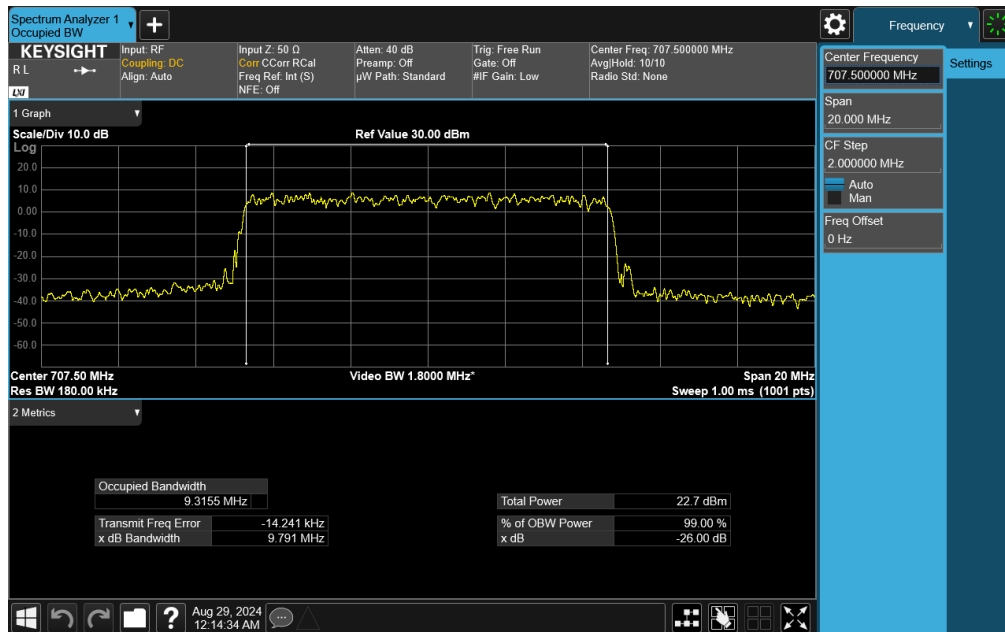 Spectrum Analyzer 1
Occupied BW
Frequency
KEYSIGHT
R L
LXI
Input: RF
Coupling: DC
Align: Auto
Input Z: 50 Ω
Corr CCorr RCal
Freq Ref: Int (S)
NFE: Off
Atten: 40 dB
Preamp: Off
µW Path: Standard
Trig: Free Run
Gate: Off
#IF Gain: Low
Center Freq: 707.500000 MHz
Avg|Hold: 10/10
Radio Std: None
Center Frequency
707.500000 MHz
Settings
Span
20.000 MHz
CF Step
2.000000 MHz
Auto
Man
Freq Offset
0 Hz
1 Graph
Scale/Div 10.0 dB
Ref Value 30.00 dBm
Log
20.0
10.0
0.00
-10.0
-20.0
-30.0
-40.0
-50.0
-60.0
Center 707.50 MHz
Video BW 1.8000 MHz*
Span 20 MHz
Res BW 180.00 kHz
Sweep 1.00 ms (1001 pts)
2 Metrics
Occupied Bandwidth
9.3155 MHz
Transmit Freq Error -14.241 kHz
x dB Bandwidth 9.791 MHz
Total Power 22.7 dBm
% of OBW Power 99.00 %
x dB -26.00 dB
Aug 29, 2024
12:14:34 AM